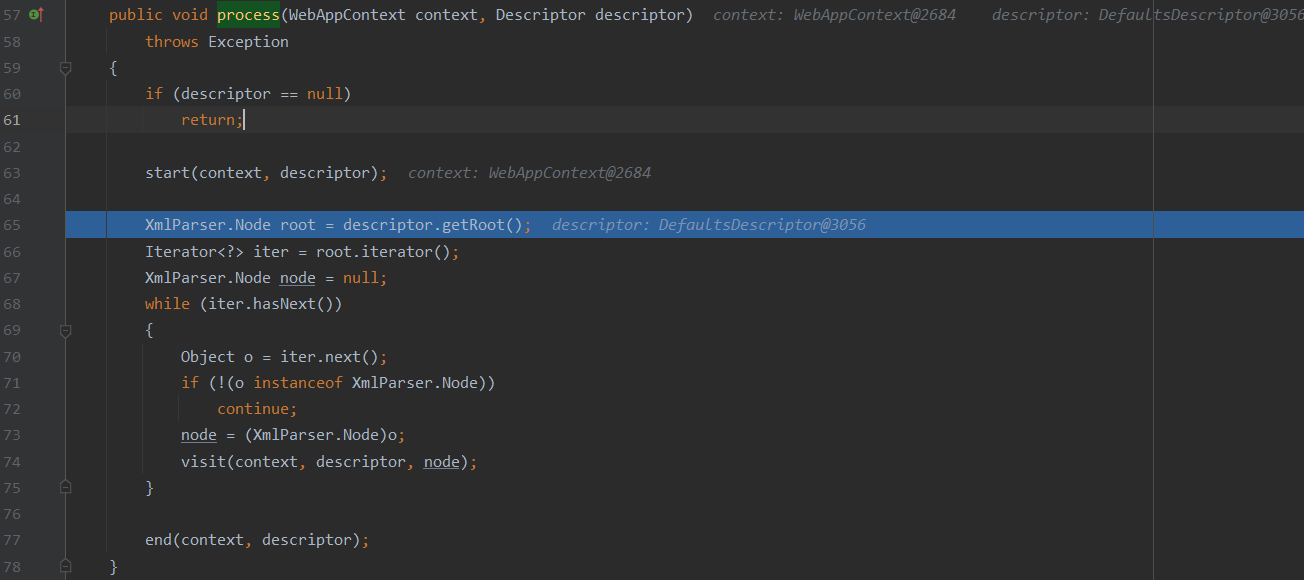 57 public void process(WebAppContext context, Descriptor descriptor) context: WebAppContext@2684 descriptor: DefaultsDescriptor@3056
58 throws Exception
59 {
60 if (descriptor == null)
61 return;
62
63 start(context, descriptor); context: WebAppContext@2684
64
65 XmlParser.Node root = descriptor.getRoot(); descriptor: DefaultsDescriptor@3056
66 Iterator<?> iter = root.iterator();
67 XmlParser.Node node = null;
68 while (iter.hasNext())
69 {
70 Object o = iter.next();
71 if (!(o instanceof XmlParser.Node))
72 continue;
73 node = (XmlParser.Node)o;
74 visit(context, descriptor, node);
75 }
76
77 end(context, descriptor);
78 }